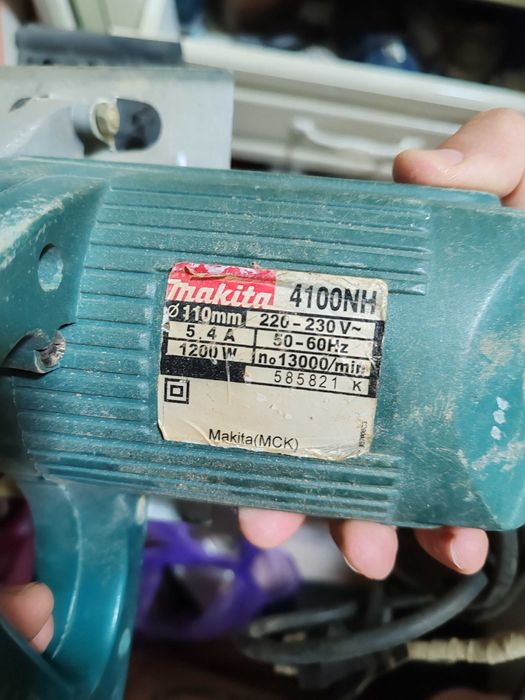 makita 4100NH
Ø110mm 220-230V~
5.4A 50-60Hz
1200W no13000/min
585821 K
Makita(MCK)